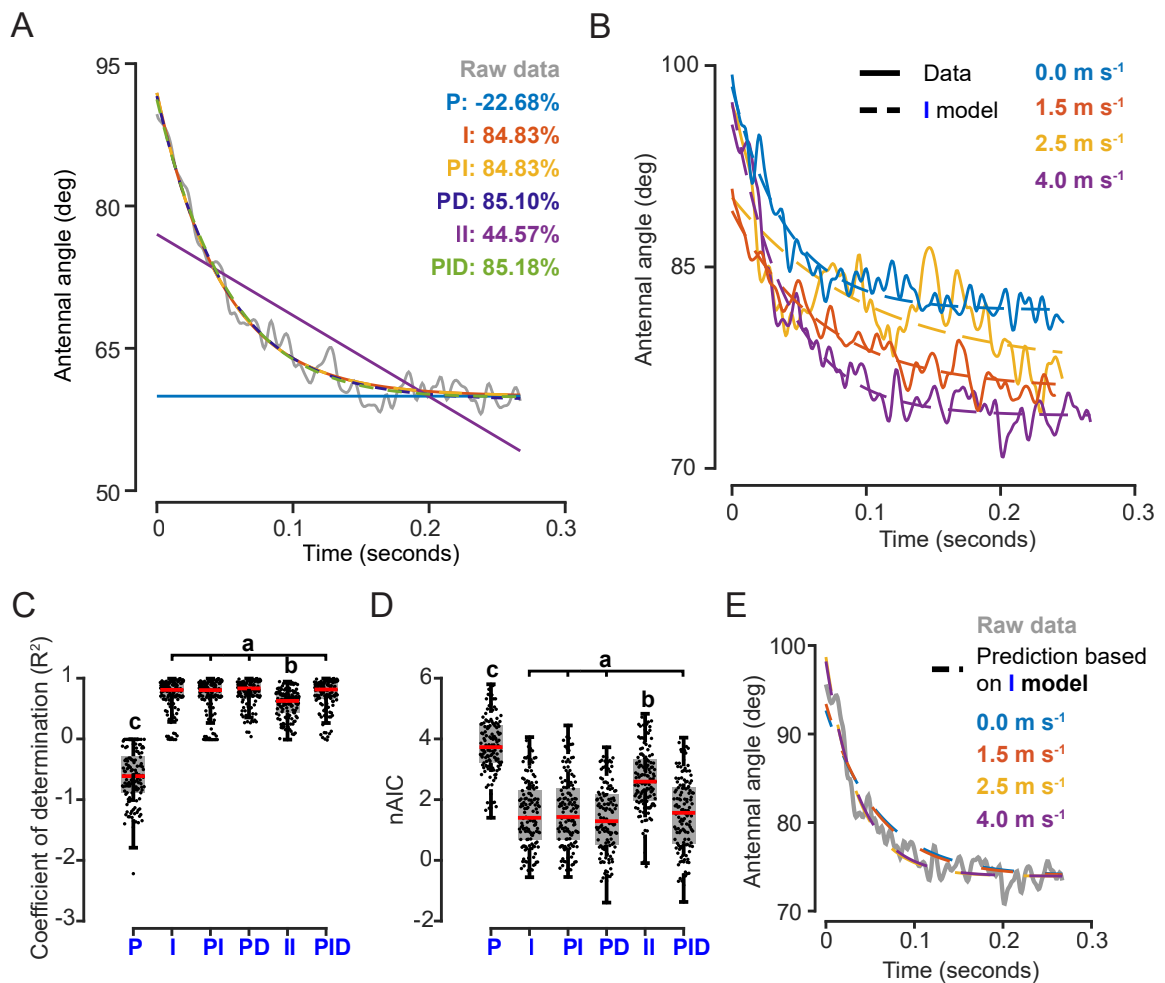 A
95
80
65
50
Antennal angle (deg)
0
0.1
0.2
0.3
Time (seconds)
Raw data
P: -22.68%
I: 84.83%
PI: 84.83%
PD: 85.10%
II: 44.57%
PID: 85.18%
B
100
85
70
Antennal angle (deg)
0
0.1
0.2
0.3
Time (seconds)
Data
I model
0.0 m s⁻¹
1.5 m s⁻¹
2.5 m s⁻¹
4.0 m s⁻¹
C
Coefficient of determination (R²)
1
0
-1
-2
-3
c
a
b
P I PI PD II PID
D
nAIC
6
4
2
0
-2
c
a
b
P I PI PD II PID
E
100
90
80
70
Antennal angle (deg)
0
0.1
0.2
0.3
Time (seconds)
Raw data
Prediction based
on I model
0.0 m s⁻¹
1.5 m s⁻¹
2.5 m s⁻¹
4.0 m s⁻¹